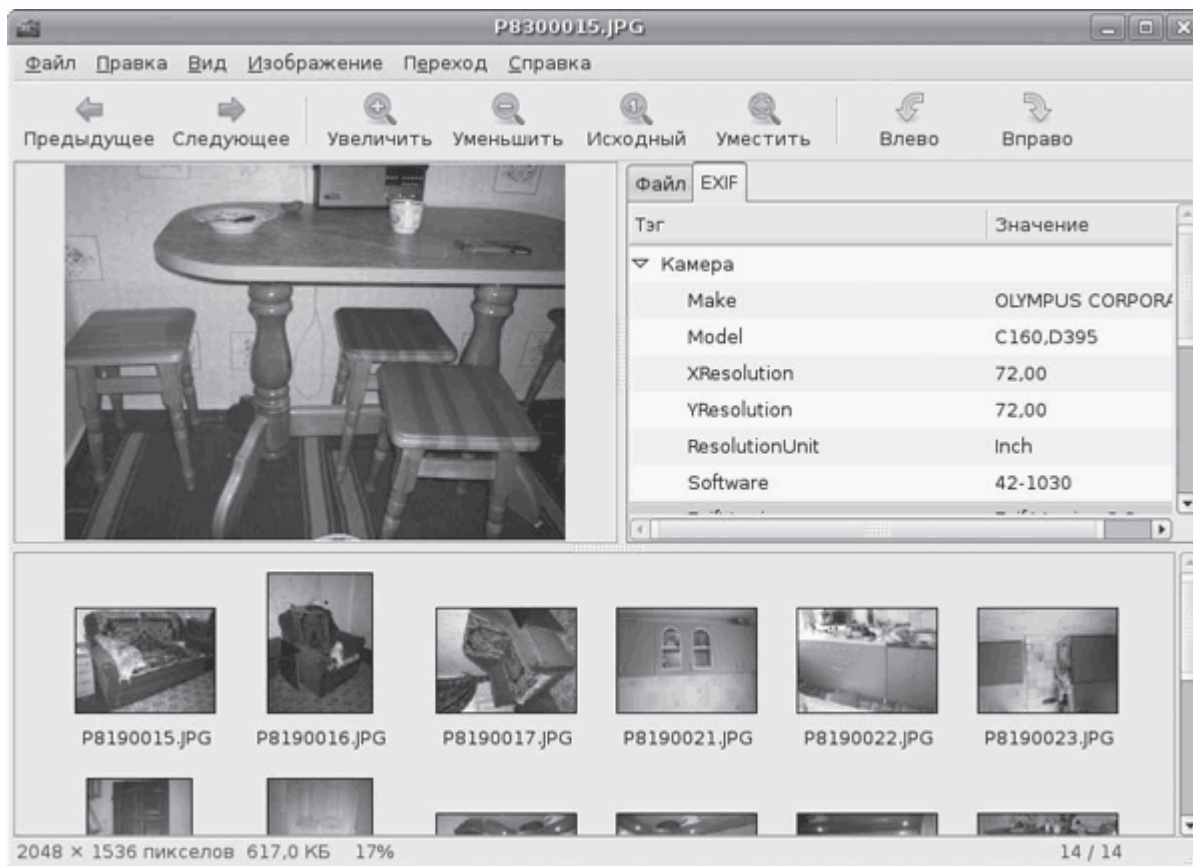 P8300015.JPG
Файл Правка Вид Изображение Переход Справка
Предыдущее Следующее Увеличить Уменьшить Исходный Уместить Влево Вправо
Файл EXIF
Тэг Значение
Камера
Make OLYMPUS CORPORA
Model C160,D395
XResolution 72,00
YResolution 72,00
ResolutionUnit Inch
Software 42-1030
P8190015.JPG P8190016.JPG P8190017.JPG P8190021.JPG P8190022.JPG P8190023.JPG
2048 × 1536 пикселов 617,0 КБ 17% 14 / 14